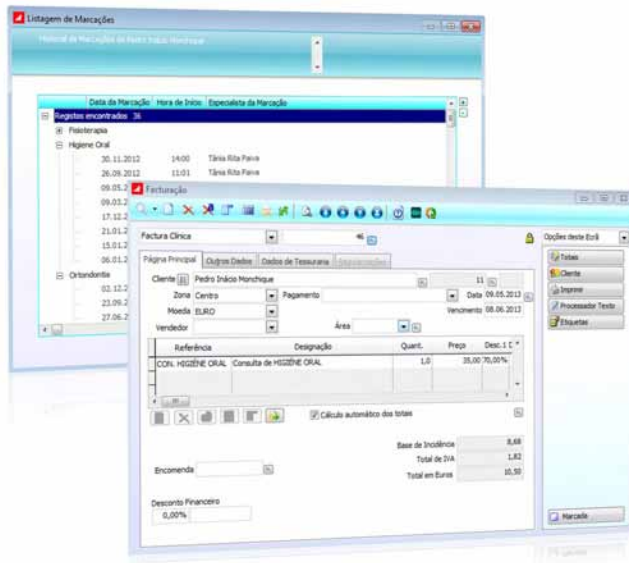 Listagem de Marcações
Historial de Marcações de Pedro Inácio Monchique
Data da Marcação Hora de Início Especialista da Marcação
Registos encontrados 36
Fisioterapia
Higiene Oral
30.11.2012 14:00 Tânia Rita Paiva
26.09.2012 11:01 Tânia Rita Paiva
09.05.2
09.03.2
17.12.2
21.01.2
15.01.2
06.01.2
Ortondontia
02.12.2
23.09.2
27.06.2
Facturação
Factura Clínica 46
Opções deste Ecrã
Página Principal Outros Dados Dados de Tesouraria
Totais
Cliente
Imprimir
Processador Texto
Etiquetas
Cliente Pedro Inácio Monchique 11
Zona Centro Pagamento Data 09.05.2013
Moeda EURO Vencimento 08.06.2013
Vendedor Área
Referência Designação Quant. Preço Desc.1 D
CON. HIGIÉNE ORAL Consulta de HIGIÉNE ORAL 1,0 35,00 70,00%
Cálculo automático dos totais
Base de Incidência 8,68
Total de IVA 1,82
Encomenda Total em Euros 10,50
Desconto Financeiro
0,00%
Marcada